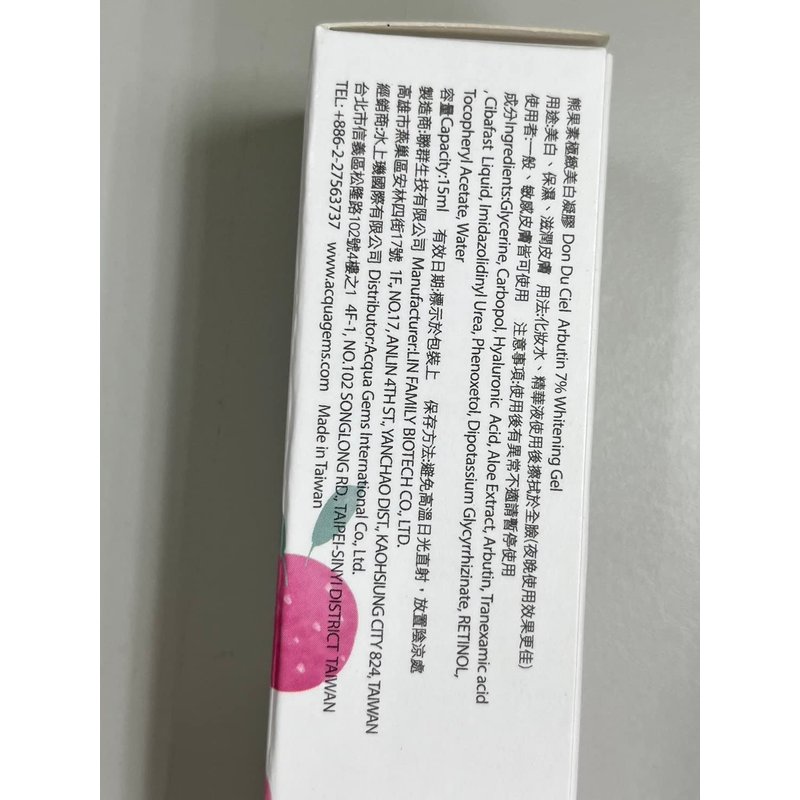 熊果素極緻美白凝膠 Don Du Ciel Arbutin 7% Whitening Gel
用途:美白、保濕、滋潤皮膚 用法:化妝水、精華液使用後擦拭於全臉(夜晚使用效果更佳)
使用者:一般、敏感皮膚皆可使用 注意事項:使用後有異常不適請暫停使用
成分Ingredients:Glycerine, Carbopol, Hyaluronic Acid, Aloe Extract, Arbutin, Tranexamic acid
, Cibafast Liquid, Imidazolidinyl Urea, Phenoxetol, Dipotassium Glycyrrhizinate, RETINOL,
Tocopheryl Acetate, Water
容量Capacity:15ml 有效日期:標示於包裝上 保存方法:避免高溫日光直射，放置陰涼處
製造商:聯群生技有限公司 Manufacturer:LIN FAMILY BIOTECH CO., LTD.
高雄市燕巢區安林四街17號 1F, NO.17, ANLIN 4TH ST, YANCHAO DIST, KAOHSIUNG CITY 824, TAIWAN
經銷商:水上璣國際有限公司 Distributor:Acqua Gems International Co., Ltd.
台北市信義區松隆路102號4樓之1 4F-1, NO.102 SONGLONG RD., TAIPEI-SINYI DISTRICT TAIWAN
TEL: +886-2-27563737 www.acquagems.com Made in Taiwan